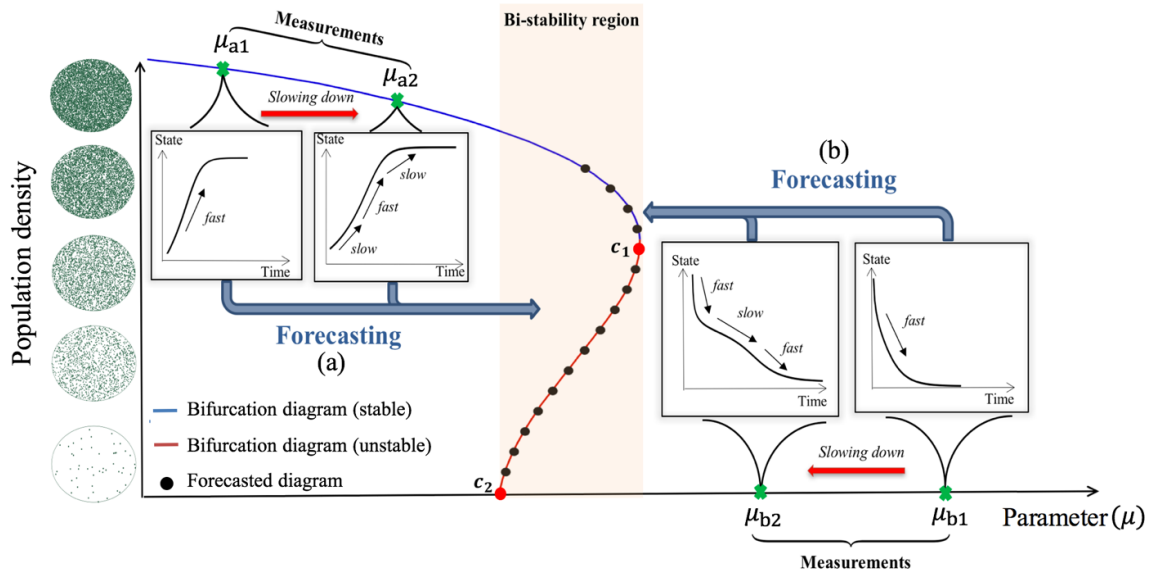 Measurements
Bi-stability region
μa1
μa2
Slowing down
State
fast
Time
State
slow
fast
slow
Time
Population density
Forecasting
(a)
(b)
Forecasting
c1
State
fast
slow
fast
Time
State
fast
Time
Bifurcation diagram (stable)
Bifurcation diagram (unstable)
Forecasted diagram
c2
Slowing down
μb2
μb1
Parameter (μ)
Measurements